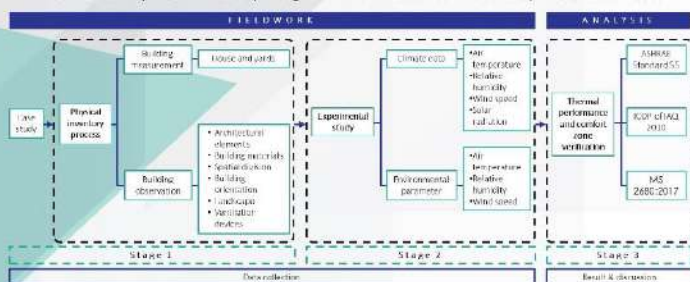 FIELDWORK
ANALYSIS
Case
study
Physical
inventory
process
Building
measurement
House and yards
Building
observation
• Architectural
elements
• Building materials
• Spatial division
• Building
orientation
• Landscape
• Ventilation
devices
Experimental
study
Climate data
•Air
temperature
•Relative
humidity
•Wind speed
•Solar
radiation
Environmental
parameter
•Air
temperature
•Relative
humidity
•Wind speed
Thermal
performance
and comfort
zone
verification
ASHRAE
Standard 55
ICOP of IAQ
2010
MS
2680:2017
Stage 1
Stage 2
Stage 3
Data collection
Result & discussion